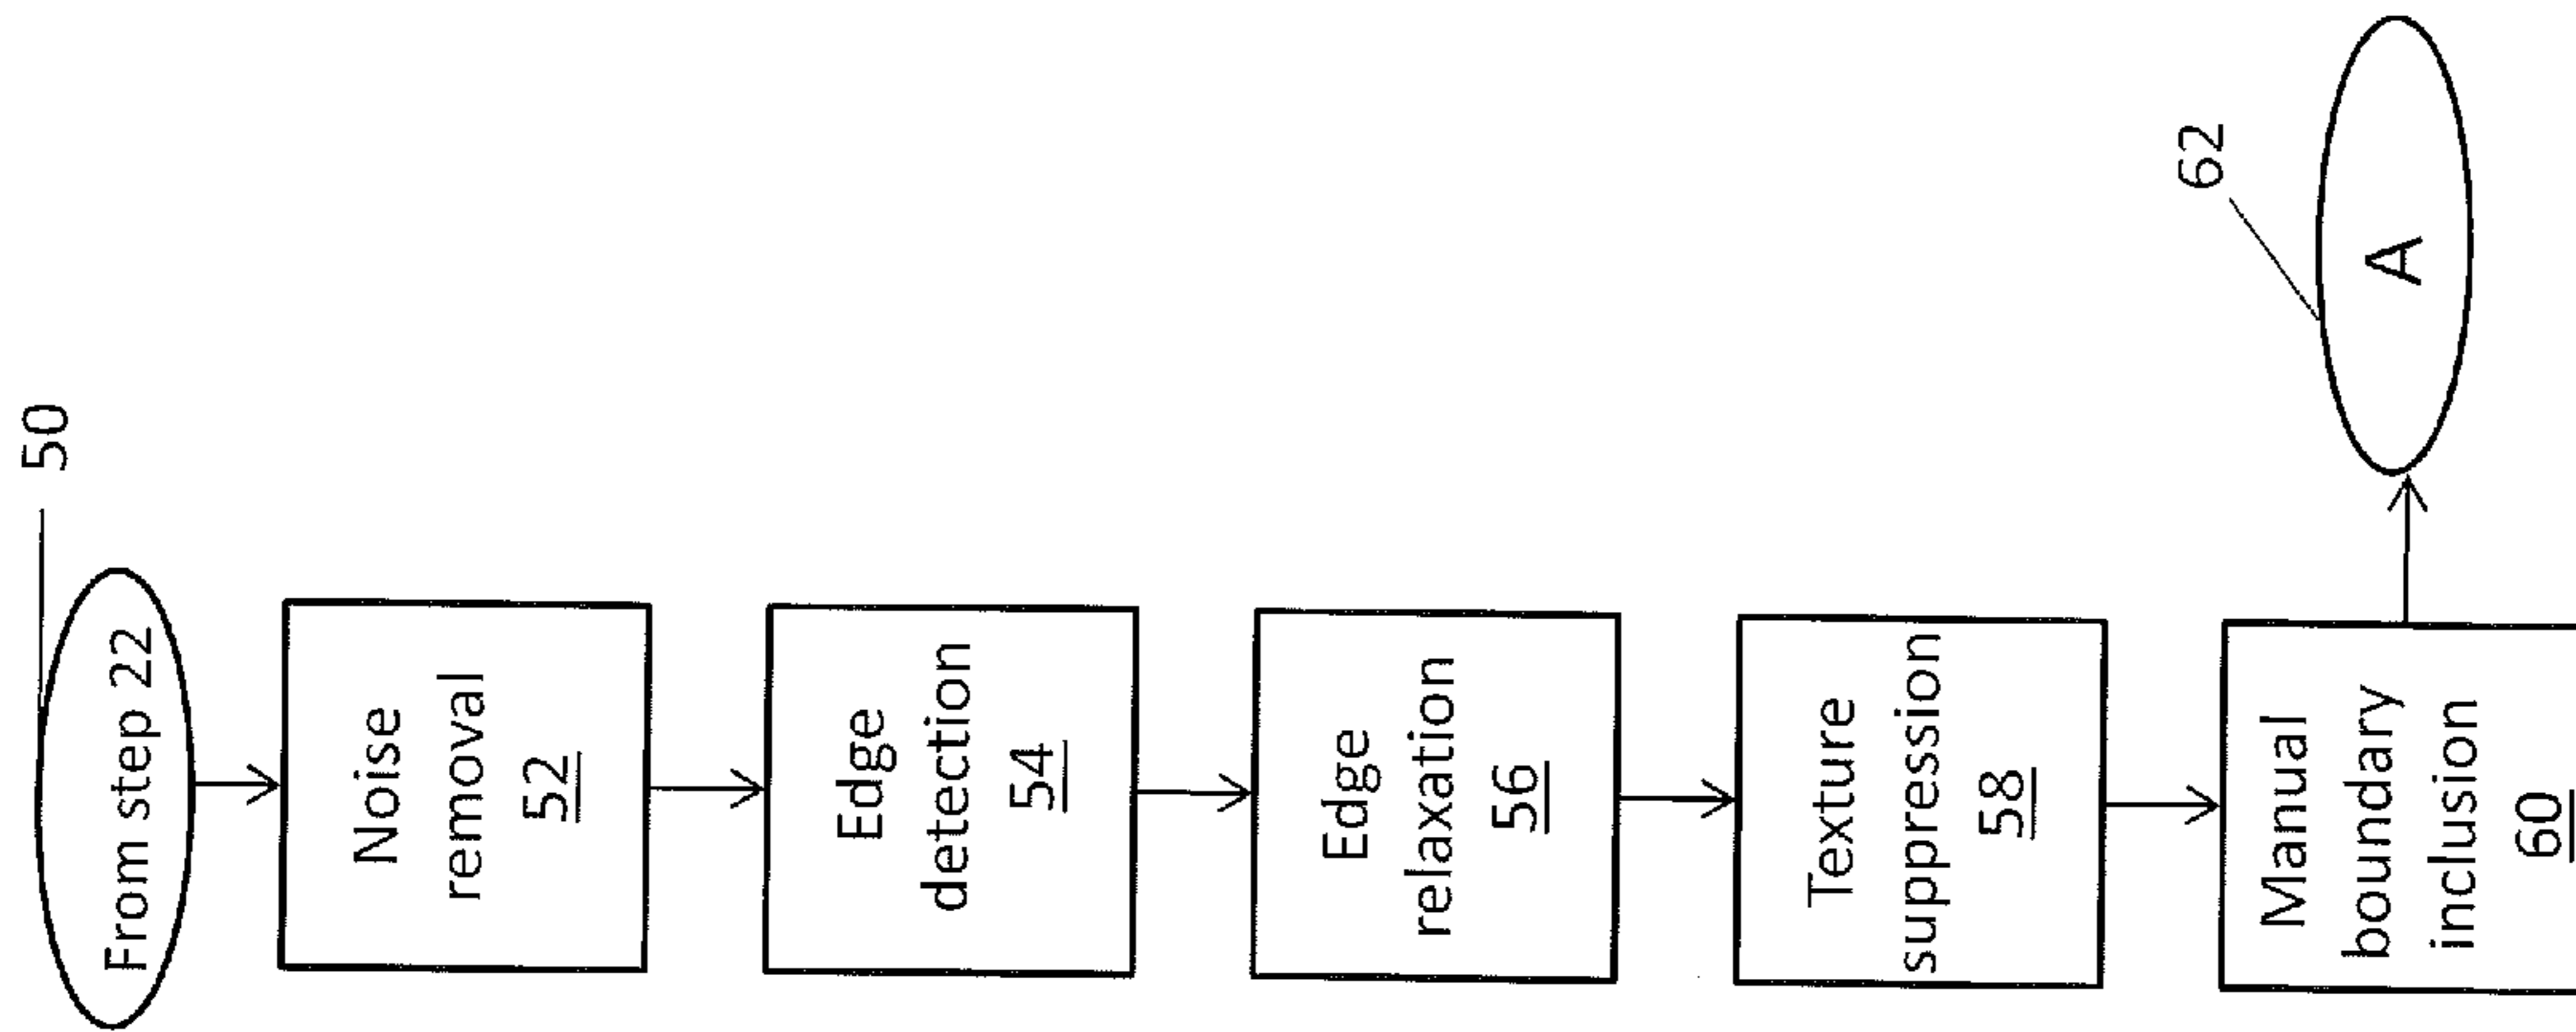 50
From step 22
Noise
removal
52
Edge
detection
54
Edge
relaxation
56
Texture
suppression
58
Manual
boundary
inclusion
60
62
A